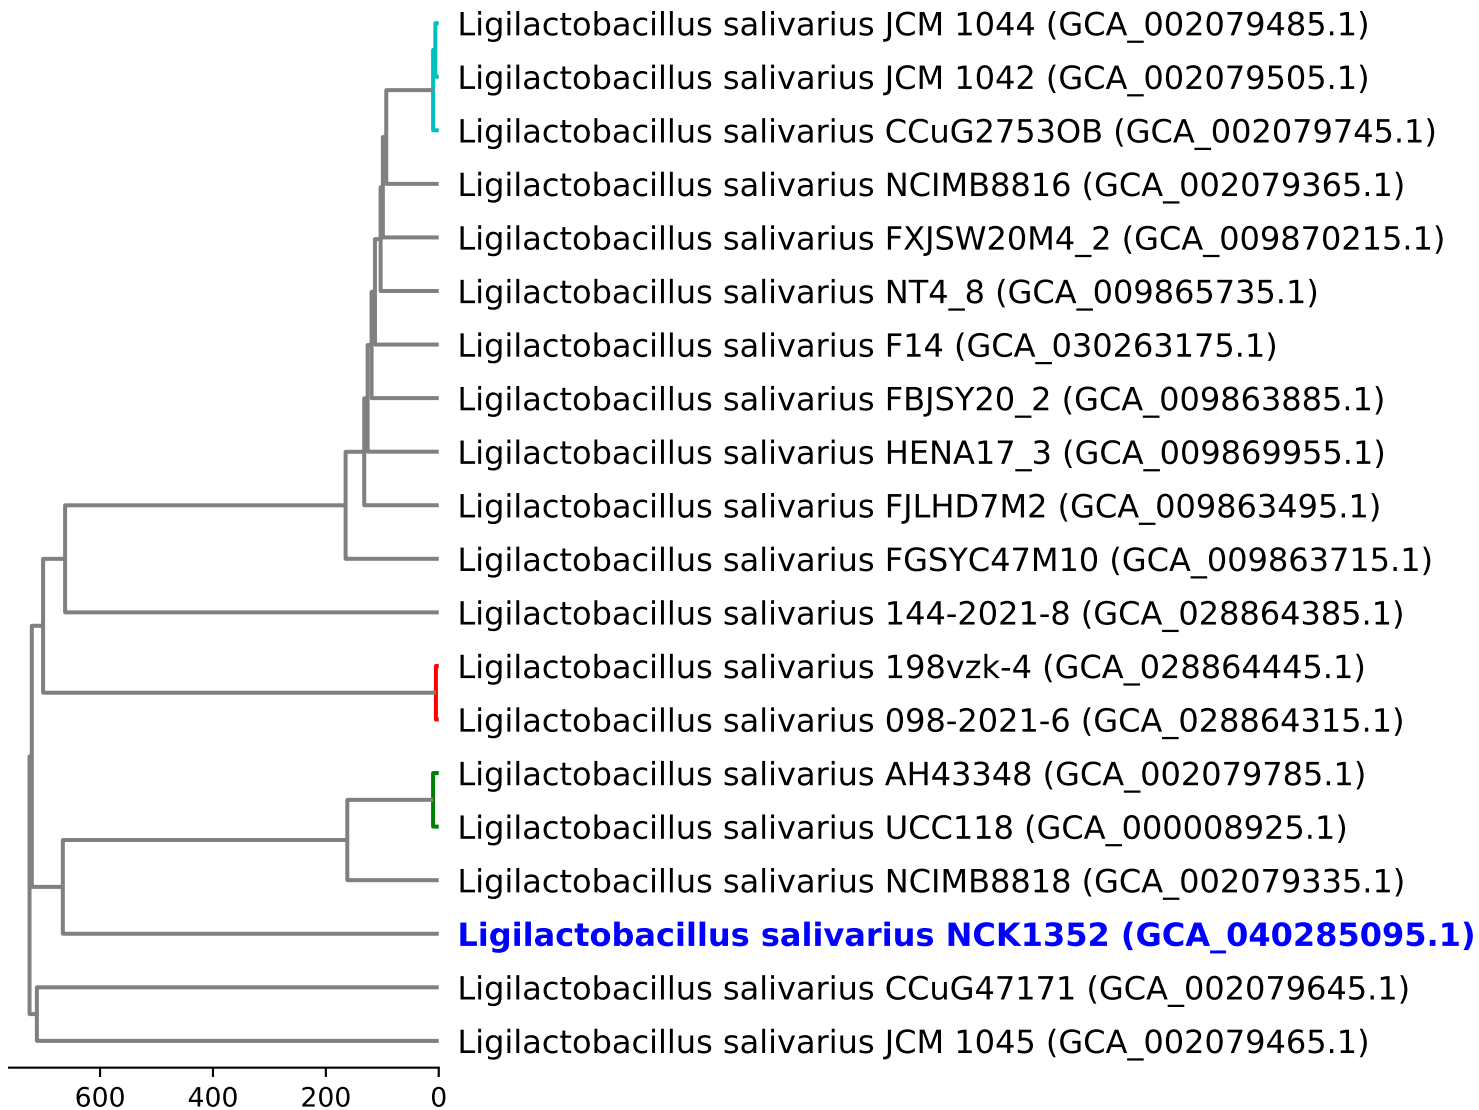 Ligilactobacillus salivarius JCM 1044 (GCA_002079485.1)
Ligilactobacillus salivarius JCM 1042 (GCA_002079505.1)
Ligilactobacillus salivarius CCuG2753OB (GCA_002079745.1)
Ligilactobacillus salivarius NCIMB8816 (GCA_002079365.1)
Ligilactobacillus salivarius FXJSW20M4_2 (GCA_009870215.1)
Ligilactobacillus salivarius NT4_8 (GCA_009865735.1)
Ligilactobacillus salivarius F14 (GCA_030263175.1)
Ligilactobacillus salivarius FBJSY20_2 (GCA_009863885.1)
Ligilactobacillus salivarius HENA17_3 (GCA_009869955.1)
Ligilactobacillus salivarius FJLHD7M2 (GCA_009863495.1)
Ligilactobacillus salivarius FGSYC47M10 (GCA_009863715.1)
Ligilactobacillus salivarius 144-2021-8 (GCA_028864385.1)
Ligilactobacillus salivarius 198vzk-4 (GCA_028864445.1)
Ligilactobacillus salivarius 098-2021-6 (GCA_028864315.1)
Ligilactobacillus salivarius AH43348 (GCA_002079785.1)
Ligilactobacillus salivarius UCC118 (GCA_000008925.1)
Ligilactobacillus salivarius NCIMB8818 (GCA_002079335.1)
Ligilactobacillus salivarius NCK1352 (GCA_040285095.1)
Ligilactobacillus salivarius CCuG47171 (GCA_002079645.1)
Ligilactobacillus salivarius JCM 1045 (GCA_002079465.1)
600 400 200 0